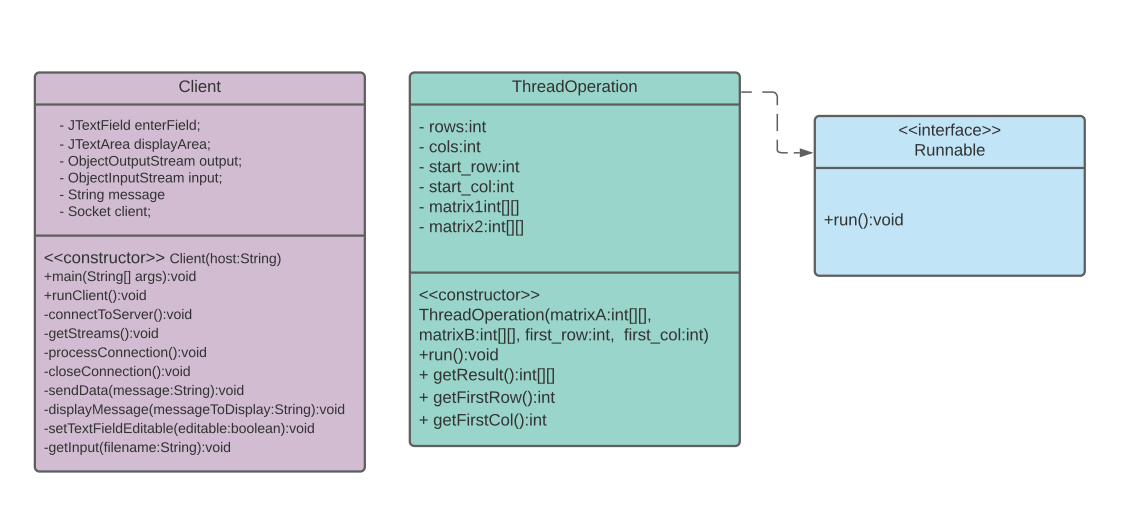 Client
- JTextField enterField;
- JTextArea displayArea;
- ObjectOutputStream output;
- ObjectInputStream input;
- String message
- Socket client;
<<constructor>> Client(host:String)
+main(String[] args):void
+runClient():void
-connectToServer():void
-getStreams():void
-processConnection():void
-closeConnection():void
-sendData(message:String):void
-displayMessage(messageToDisplay:String):void
-setTextFieldEditable(editable:boolean):void
-getInput(filename:String):void
ThreadOperation
- rows:int
- cols:int
- start_row:int
- start_col:int
- matrix1int[][]
- matrix2:int[][]
<<constructor>>
ThreadOperation(matrixA:int[][],
matrixB:int[][], first_row:int,  first_col:int)
+run():void
+ getResult():int[][]
+ getFirstRow():int
+ getFirstCol():int
<<interface>>
Runnable
+run():void